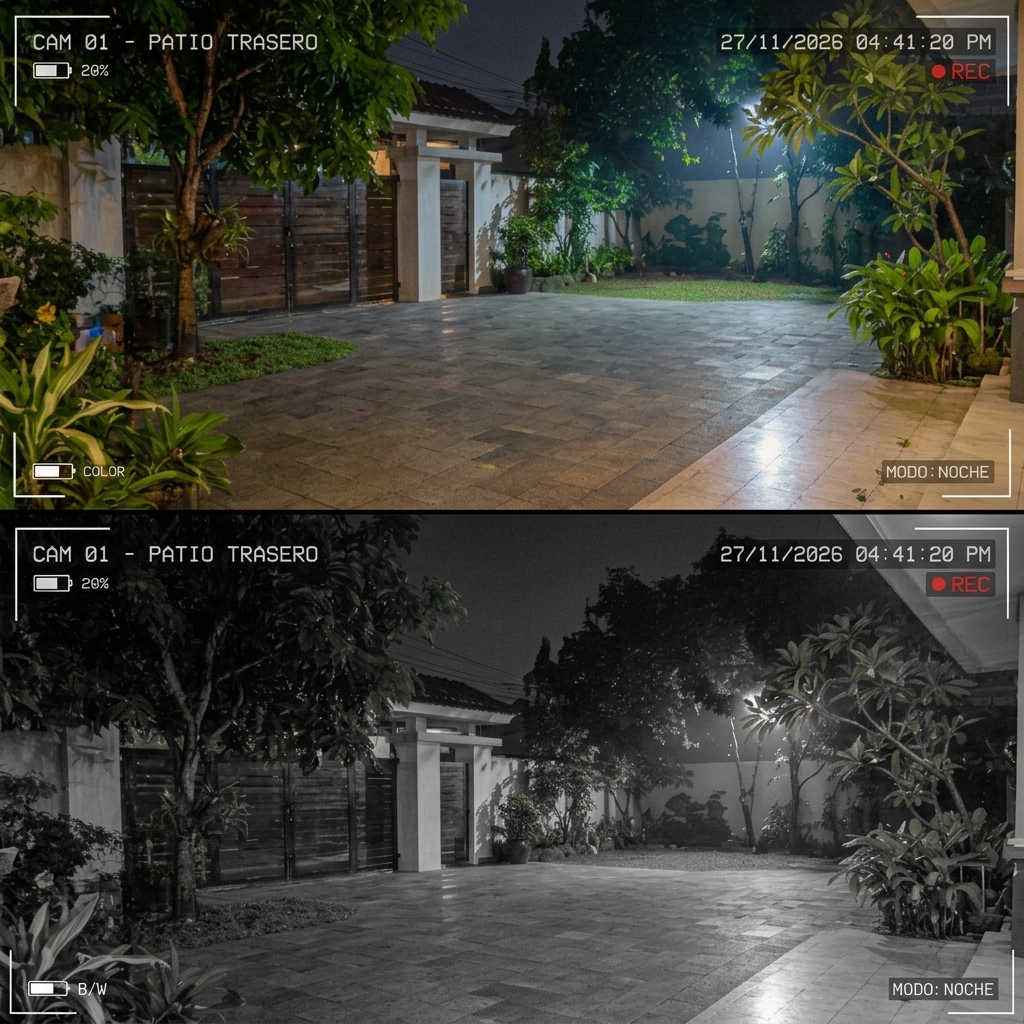 CAM 01 - PATIO TRASERO
27/11/2026 04:41:20 PM
20%
REC
COLOR
MODO:NOCHE
CAM 01 - PATIO TRASERO
27/11/2026 04:41:20 PM
20%
REC
B/W
MODO:NOCHE